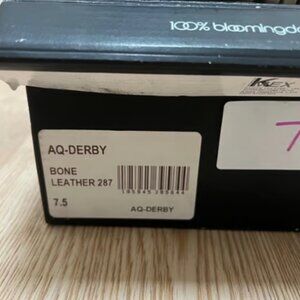 100% bloomingd
AQ-DERBY
BONE
LEATHER 287
7.5
AQ-DERBY
7